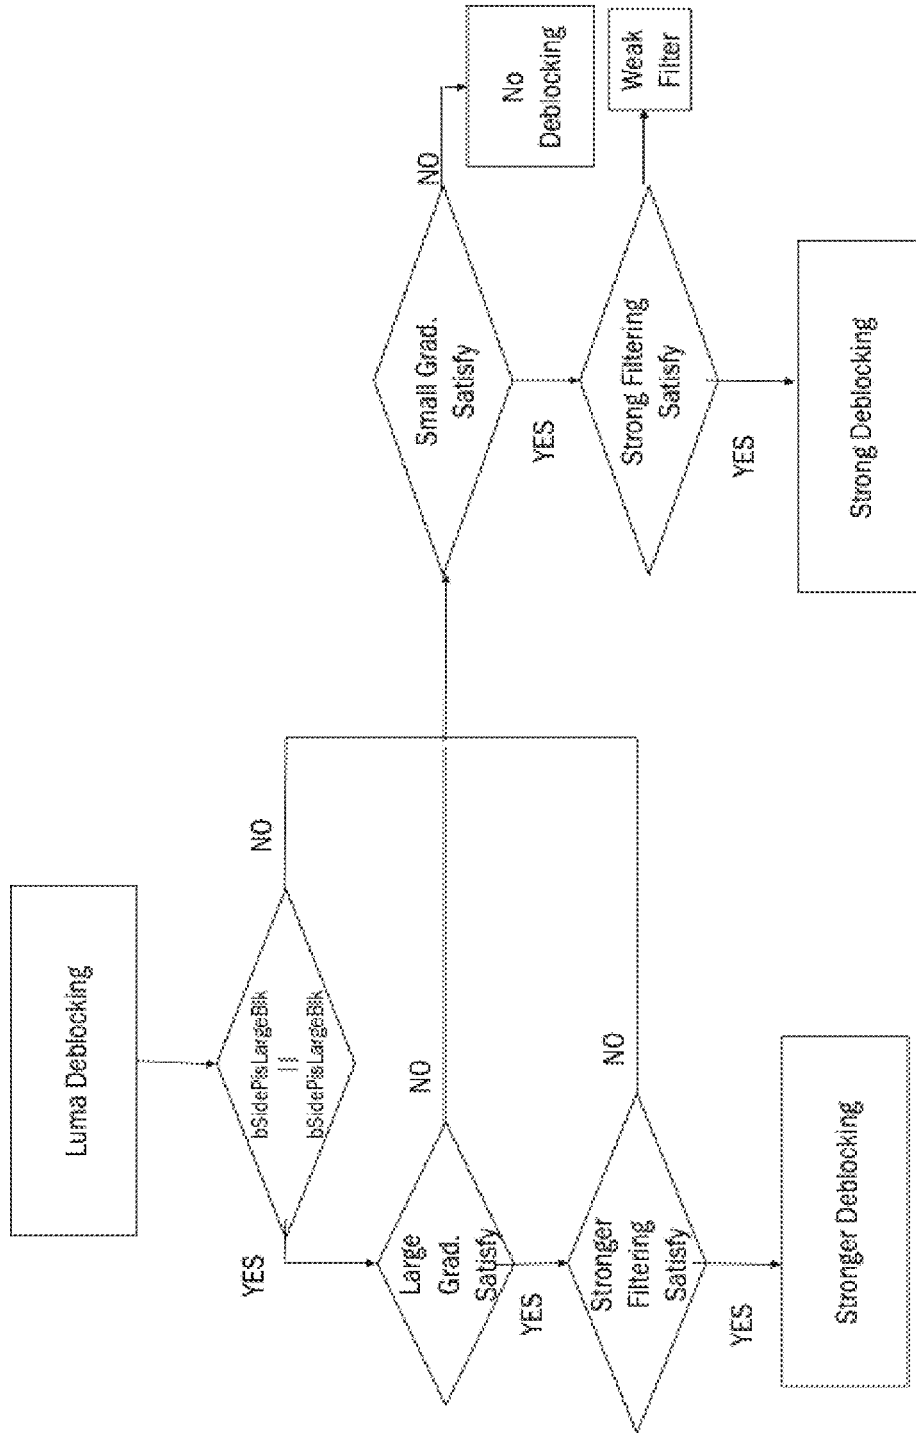 Luma Deblocking
bSidePisLargeBlk
||
bSidePisLargeBlk
YES
NO
Large
Grad.
Satisfy
NO
YES
Stronger
Filtering
Satisfy
NO
YES
Stronger Deblocking
Small Grad.
Satisfy
NO
No
Deblocking
YES
Strong Filtering
Satisfy
Weak
Filter
YES
Strong Deblocking